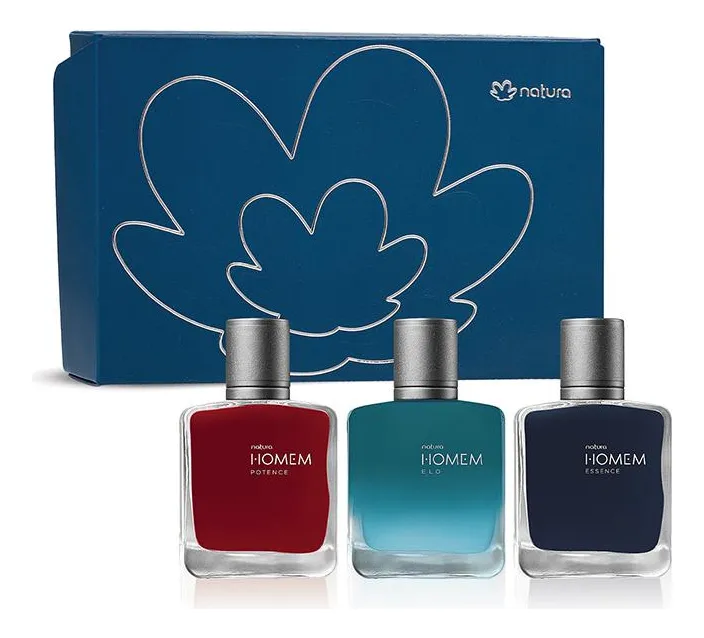 natura
natura
HOMEM
POTENCE
natura
HOMEM
ELO
natura
HOMEM
ESSENCE